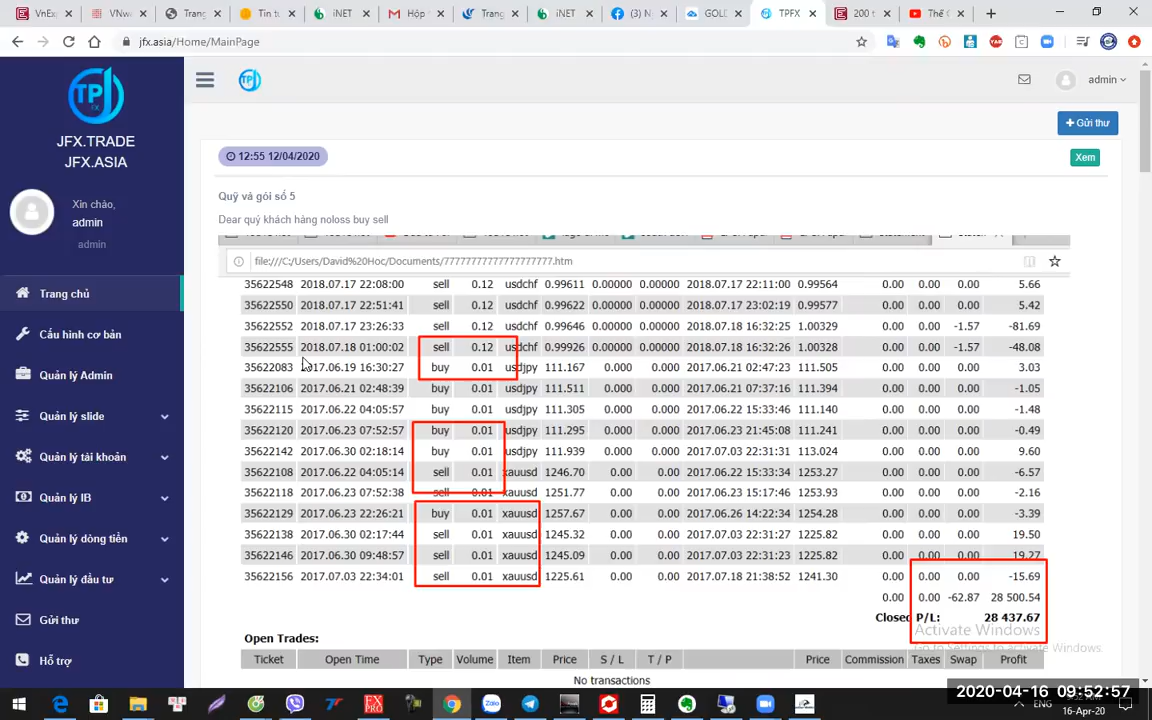 VnEx
VNwa
Trang
Tin tu
iNET
Hộp
Trang
iNET
(3) N
GOL
TPFX
200 t
Thế G
jfx.asia/Home/MainPage
TPJ
FX
JFX.TRADE
JFX.ASIA
Xin chào,
admin
admin
Trang chủ
Cấu hình cơ bản
Quản lý Admin
Quản lý slide
Quản lý tài khoản
Quản lý IB
Quản lý dòng tiền
Quản lý đầu tư
Gửi thư
Hỗ trợ
admin
+ Gửi thư
12:55 12/04/2020
Xem
Quỹ và gói số 5
Dear quý khách hàng noloss buy sell
file:///C:/Users/David%20Hoc/Documents/77777777777777777777.htm
35622548 2018.07.17 22:08:00 sell 0.12 usdchf 0.99611 0.00000 0.00000 2018.07.17 22:11:00 0.99564 0.00 0.00 0.00 5.66
35622550 2018.07.17 22:51:41 sell 0.12 usdchf 0.99622 0.00000 0.00000 2018.07.17 23:02:19 0.99577 0.00 0.00 0.00 5.42
35622552 2018.07.17 23:26:33 sell 0.12 usdchf 0.99646 0.00000 0.00000 2018.07.18 16:32:25 1.00329 0.00 0.00 -1.57 -81.69
35622555 2018.07.18 01:00:02 sell 0.12 usdchf 0.99926 0.00000 0.00000 2018.07.18 16:32:26 1.00328 0.00 0.00 -1.57 -48.08
35622083 2017.06.19 16:30:27 buy 0.01 usdjpy 111.167 0.000 0.000 2017.06.21 02:47:23 111.505 0.00 0.00 0.00 3.03
35622106 2017.06.21 02:48:39 buy 0.01 usdjpy 111.511 0.000 0.000 2017.06.21 07:37:16 111.394 0.00 0.00 0.00 -1.05
35622115 2017.06.22 04:05:57 buy 0.01 usdjpy 111.305 0.000 0.000 2017.06.22 15:33:46 111.140 0.00 0.00 0.00 -1.48
35622120 2017.06.23 07:52:57 buy 0.01 usdjpy 111.295 0.000 0.000 2017.06.23 21:45:08 111.241 0.00 0.00 0.00 -0.49
35622142 2017.06.30 02:18:14 buy 0.01 usdjpy 111.939 0.000 0.000 2017.07.03 22:31:31 113.024 0.00 0.00 0.00 9.60
35622108 2017.06.22 04:05:14 sell 0.01 xauusd 1246.70 0.00 0.00 2017.06.22 15:33:34 1253.27 0.00 0.00 0.00 -6.57
35622118 2017.06.23 07:52:38 sell 0.01 xauusd 1251.77 0.00 0.00 2017.06.23 15:17:46 1253.93 0.00 0.00 0.00 -2.16
35622129 2017.06.23 22:26:21 buy 0.01 xauusd 1257.67 0.00 0.00 2017.06.26 14:22:34 1254.28 0.00 0.00 0.00 -3.39
35622138 2017.06.30 02:17:44 sell 0.01 xauusd 1245.32 0.00 0.00 2017.07.03 22:31:27 1225.82 0.00 0.00 0.00 19.50
35622146 2017.06.30 09:48:57 sell 0.01 xauusd 1245.09 0.00 0.00 2017.07.03 22:31:23 1225.82 0.00 0.00 0.00 19.27
35622156 2017.07.03 22:34:01 sell 0.01 xauusd 1225.61 0.00 0.00 2017.07.18 21:38:52 1241.30 0.00 0.00 0.00 -15.69
0.00 0.00 -62.87 28 500.54
Closed P/L: 28 437.67
Activate Windows
Go to Settings to activate Windows.
Open Trades:
Ticket Open Time Type Volume Item Price S / L T / P Price Commission Taxes Swap Profit
No transactions
2020-04-16 09:52:57
ENG
16-Apr-20